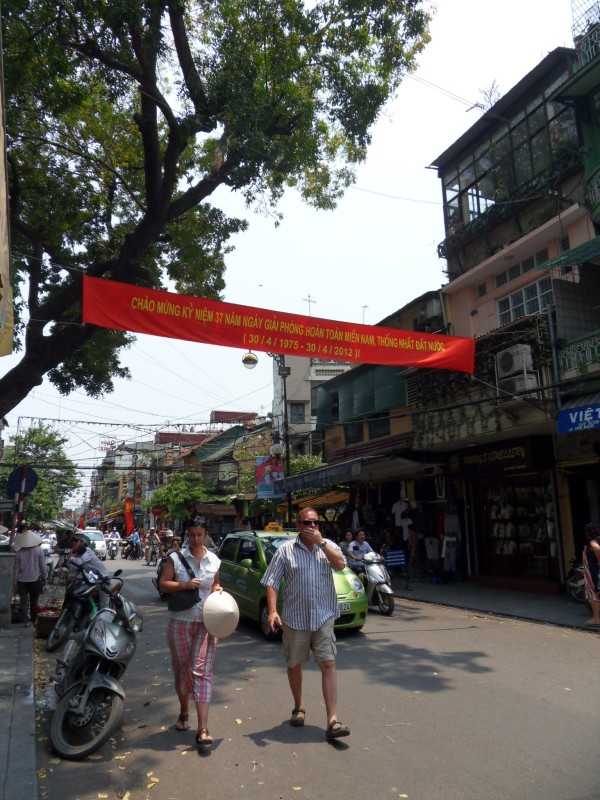 CHÀO MỪNG KỶ NIỆM 37 NĂM NGÀY GIẢI PHÓNG HOÀN TOÀN MIỀN NAM, THỐNG NHẤT ĐẤT NƯỚC
( 30 / 4 / 1975 - 30 / 4 / 2012 )!
VIỆT